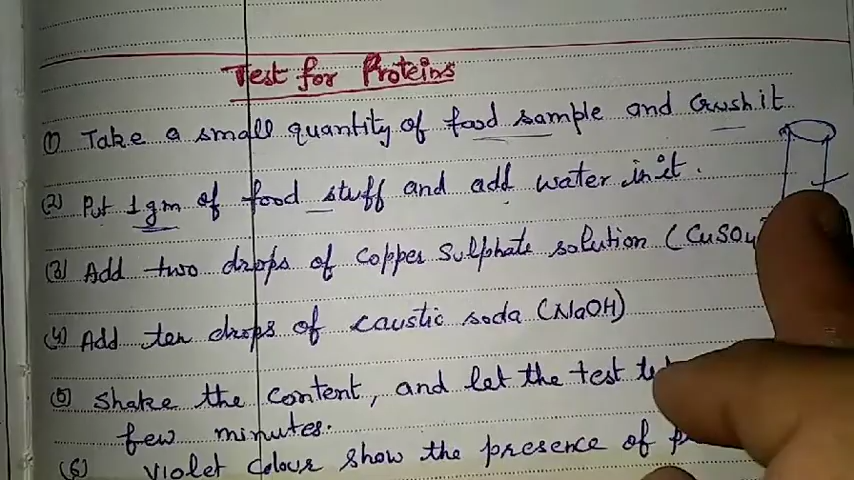 Test for Proteins
(1) Take a small quantity of food sample and Crush it
(2) Put 1gm of food stuff and add water in it.
(3) Add two drops of copper sulphate solution (CuSO4
(4) Add ten drops of caustic soda (NaOH)
(5) Shake the content, and let the test
few minutes.
(6) Violet colour show the presence of